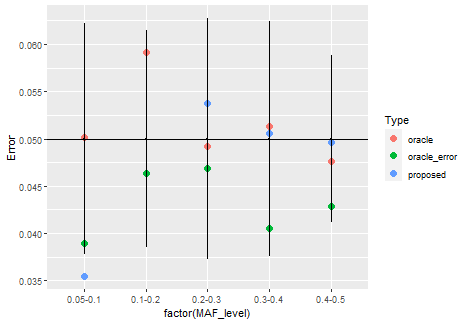 0.060
0.055
0.050
0.045
0.040
0.035
Error
0.05-0.1
0.1-0.2
0.2-0.3
0.3-0.4
0.4-0.5
factor(MAF_level)
Type
oracle
oracle_error
proposed